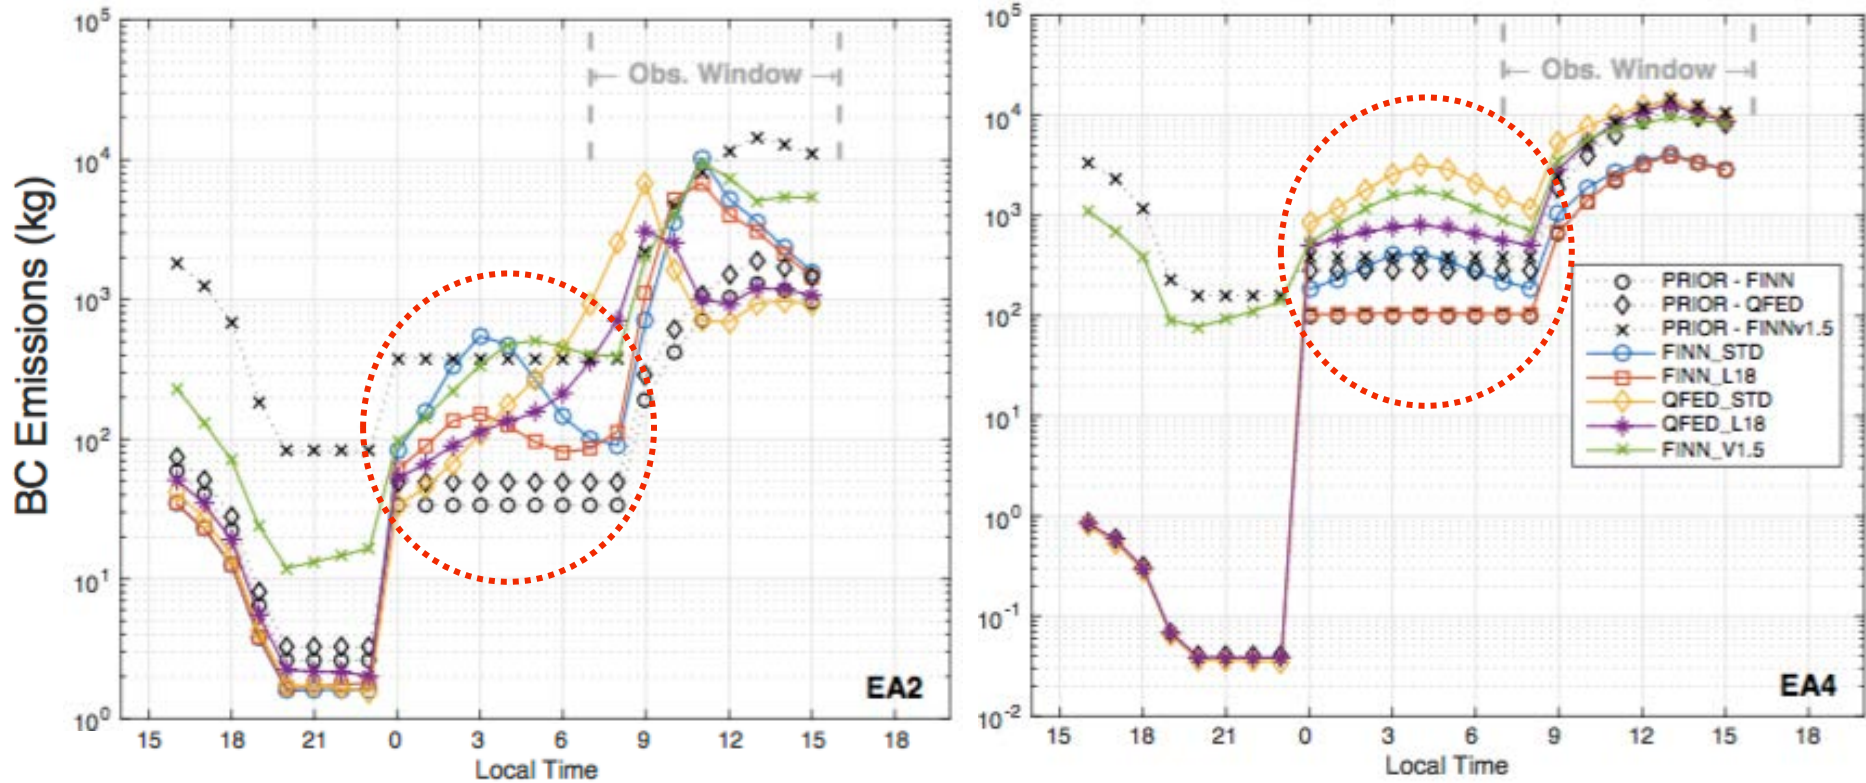 BC Emissions (kg)
10^5
10^4
10^3
10^2
10^1
10^0
Obs. Window
EA2
15 18 21 0 3 6 9 12 15 18
Local Time
10^5
10^4
10^3
10^2
10^1
10^0
10^-1
10^-2
Obs. Window
PRIOR - FINN
PRIOR - QFED
PRIOR - FINNv1.5
FINN_STD
FINN_L18
QFED_STD
QFED_L18
FINN_V1.5
EA4
15 18 21 0 3 6 9 12 15 18
Local Time